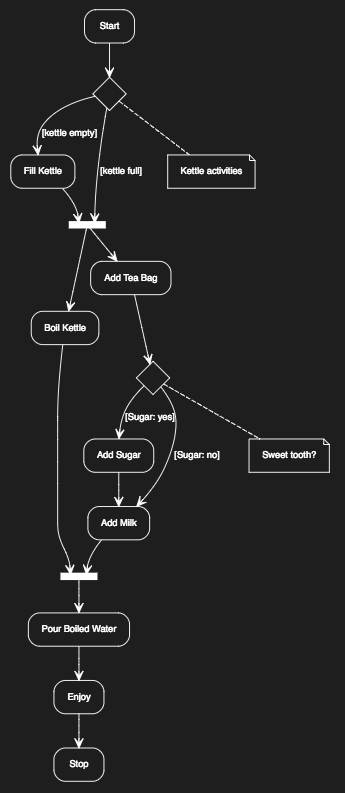 Start
[kettle empty]
Fill Kettle
[kettle full]
Kettle activities
Add Tea Bag
Boil Kettle
[Sugar: yes]
Add Sugar
[Sugar: no]
Sweet tooth?
Add Milk
Pour Boiled Water
Enjoy
Stop